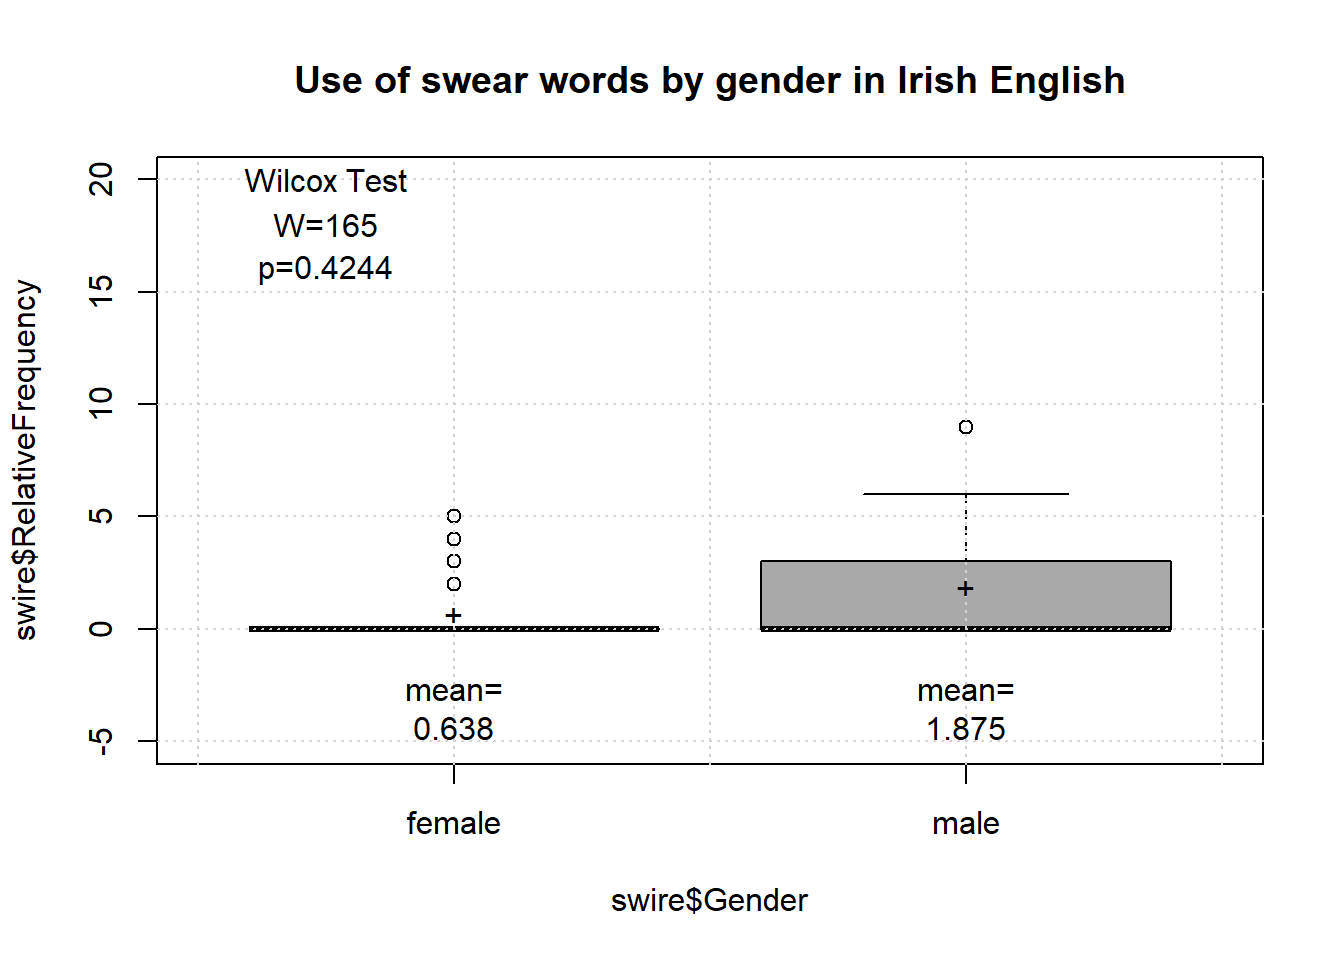 Use of swear words by gender in Irish English
swire$RelativeFrequency
20
15
10
5
0
-5
Wilcox Test
W=165
p=0.4244
mean=
0.638
mean=
1.875
female
male
swire$Gender